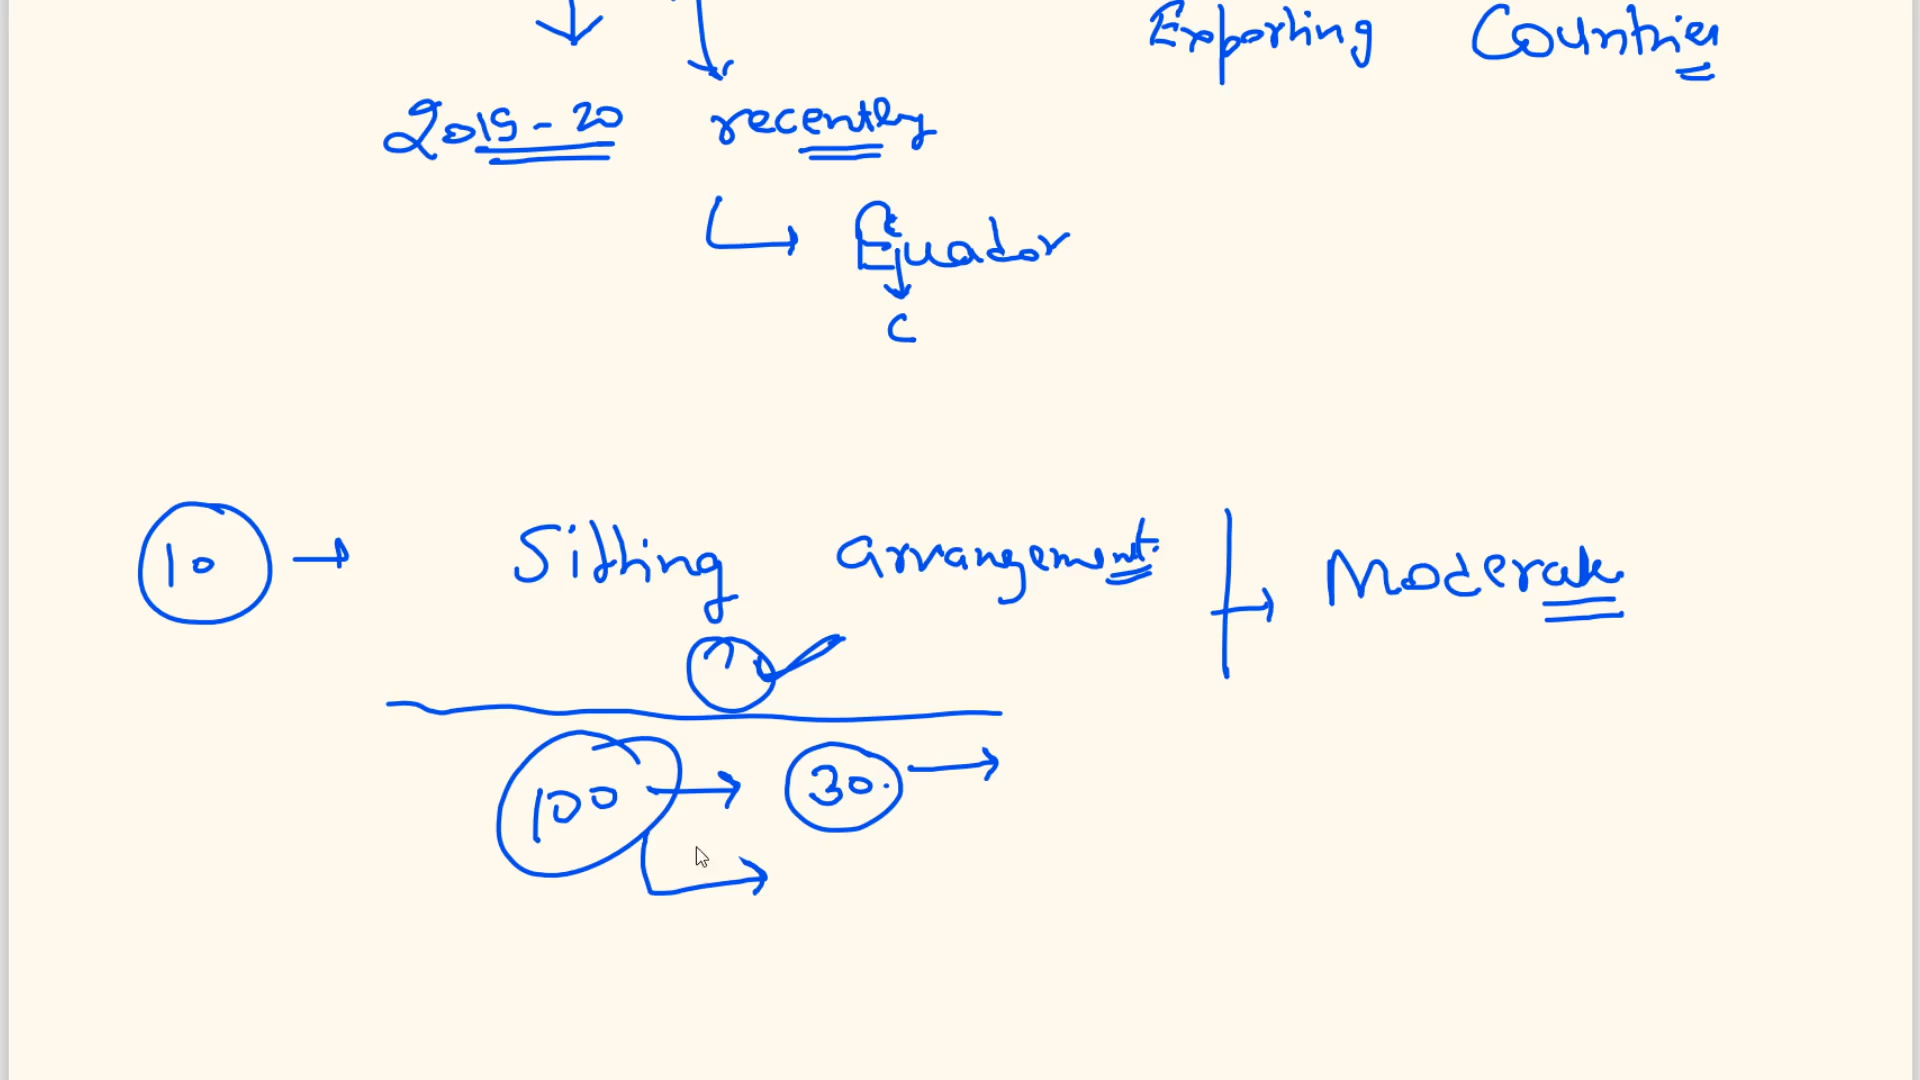 Exporting Countries
2019-20 recently
Equador
C
10 → Sitting arrangement. → Moderate
100 → 30. →